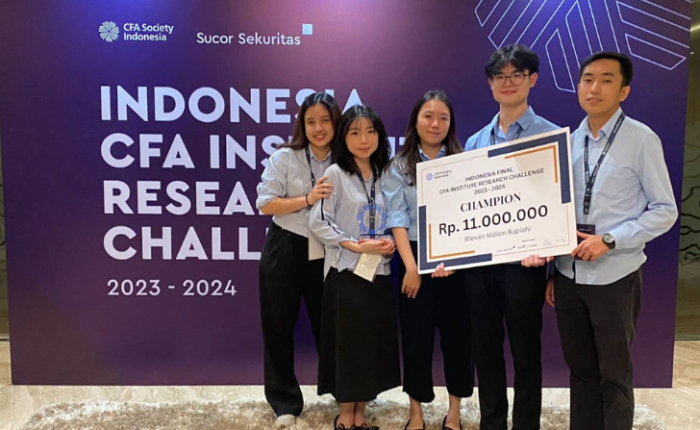 CFA Society
Indonesia
Sucor Sekuritas
INDONESIA
CFA INS
RESEA
CHALL
2023 - 2024
INDONESIA FINAL
CFA INSTITUTE RESEARCH CHALLENGE
2023 - 2024
CHAMPION
Rp. 11.000.000
(Eleven Million Rupiah)